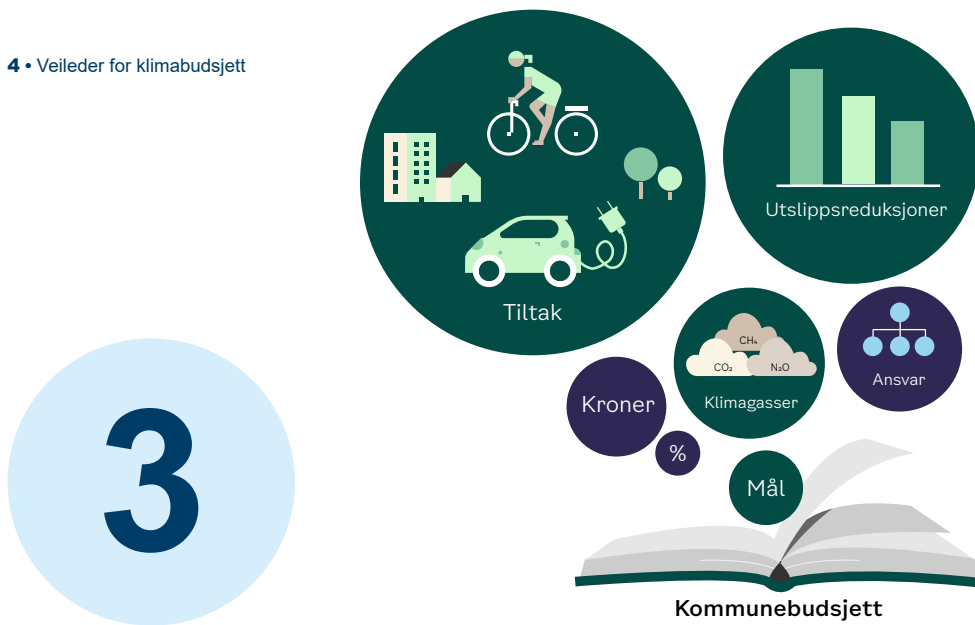 4 • Veileder for klimabudsjett
Tiltak
Utslippsreduksjoner
CH₄
CO₂
N₂O
Klimagasser
Ansvar
Kroner
%
Mål
Kommunebudsjett
3